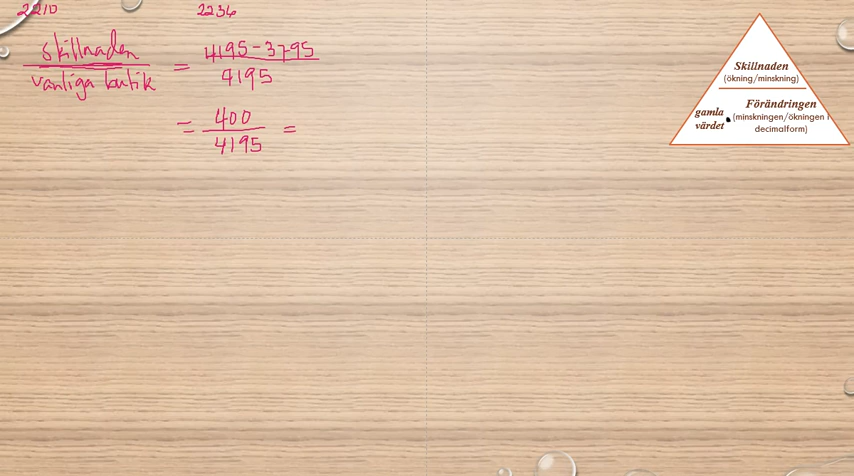 2210 2236
skillnaden = 4195-3795
vanliga butik 4195
= 400 =
4195
Skillnaden
(ökning/minskning)
gamla värdet
Förändringen
(minskningen/ökningen i
decimalform)